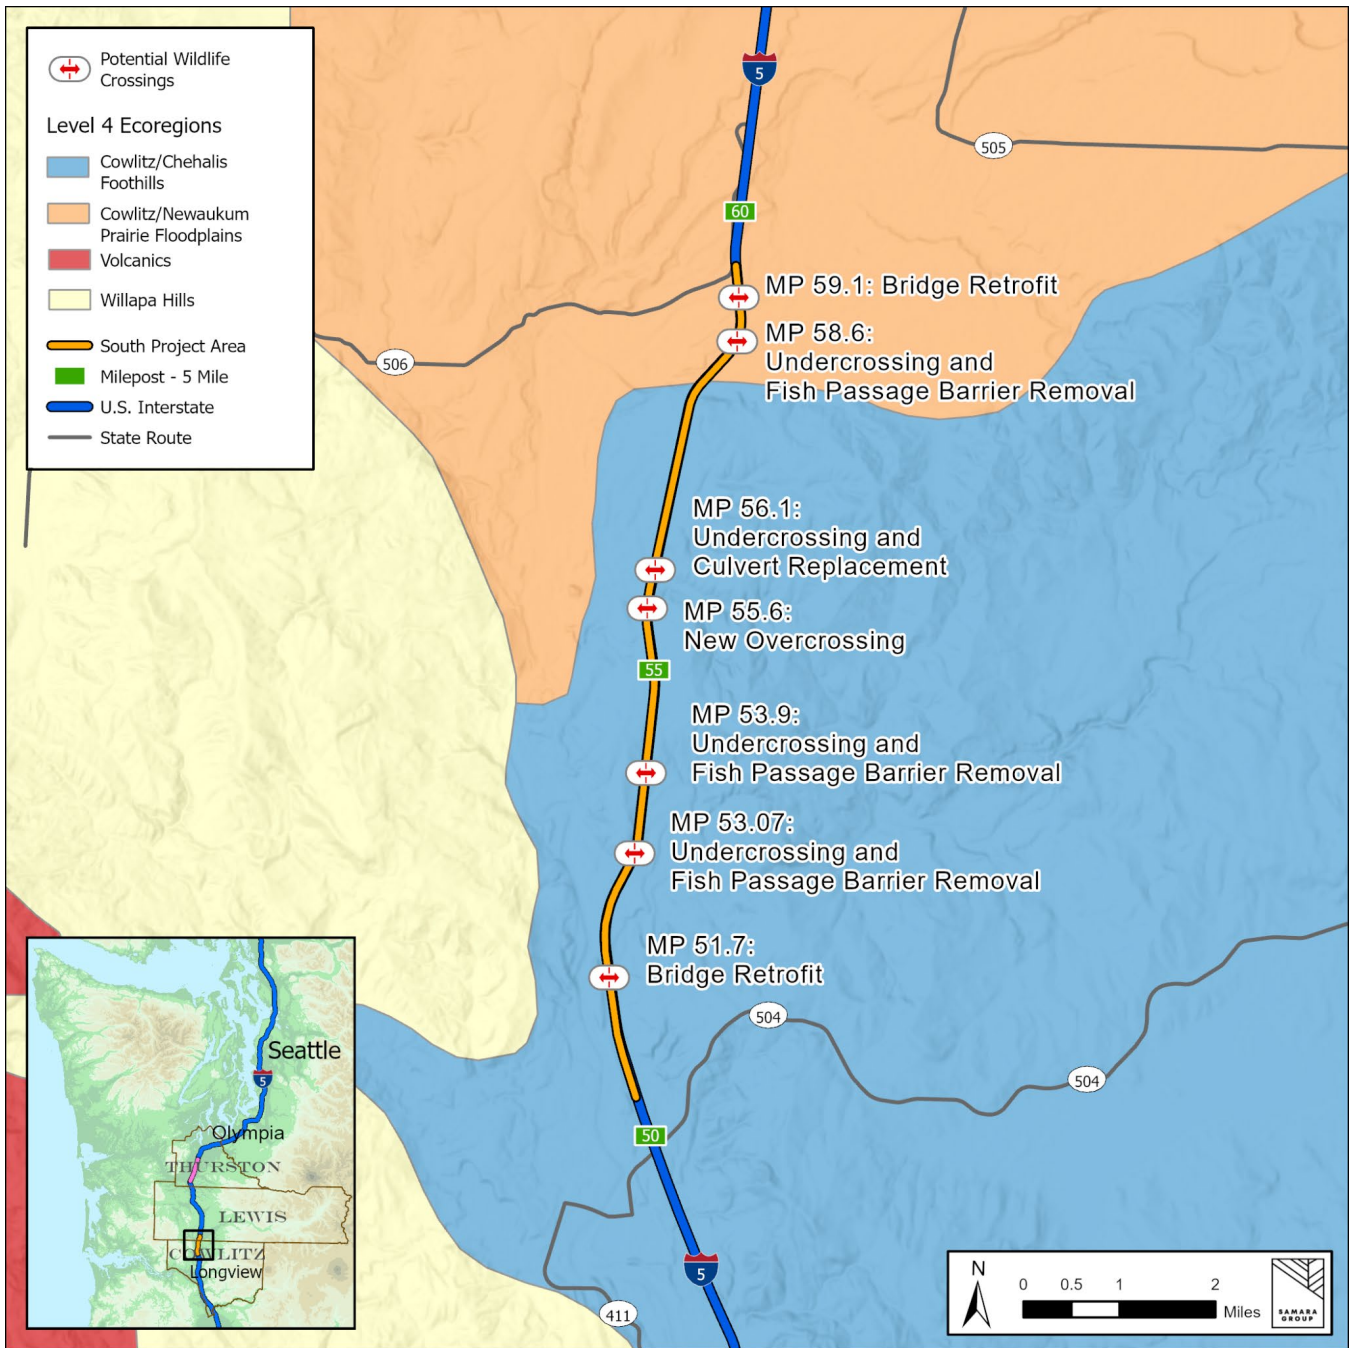 Potential Wildlife
Crossings
Level 4 Ecoregions
Cowlitz/Chehalis
Foothills
Cowlitz/Newaukum
Prairie Floodplains
Volcanics
Willapa Hills
South Project Area
Milepost - 5 Mile
U.S. Interstate
State Route
5
505
60
MP 59.1: Bridge Retrofit
MP 58.6:
Undercrossing and
Fish Passage Barrier Removal
506
MP 56.1:
Undercrossing and
Culvert Replacement
MP 55.6:
New Overcrossing
55
MP 53.9:
Undercrossing and
Fish Passage Barrier Removal
MP 53.07:
Undercrossing and
Fish Passage Barrier Removal
MP 51.7:
Bridge Retrofit
504
504
50
5
411
Seattle
5
Olympia
THURSTON
LEWIS
COWLITZ
Longview
N
0 0.5 1 2
Miles
SAMARA
GROUP